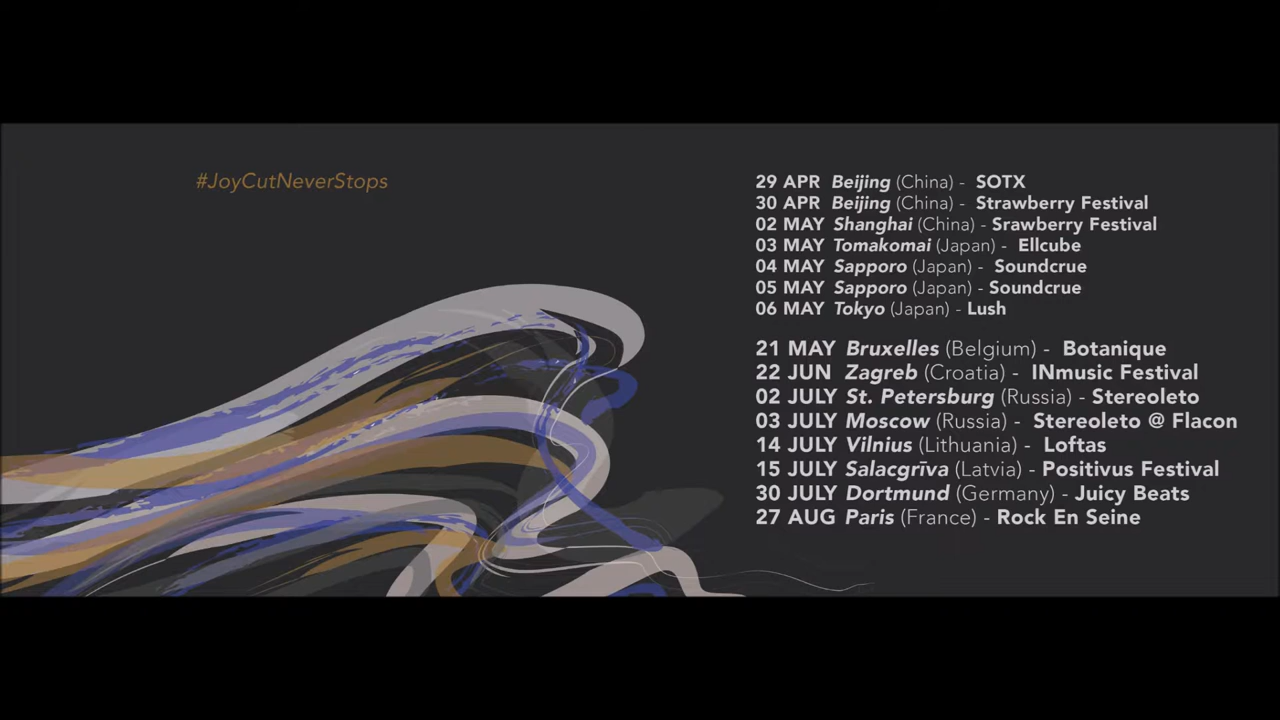 #JoyCutNeverStops
29 APR Beijing (China) - SOTX
30 APR Beijing (China) - Strawberry Festival
02 MAY Shanghai (China) - Srawberry Festival
03 MAY Tomakomai (Japan) - Ellcube
04 MAY Sapporo (Japan) - Soundcrue
05 MAY Sapporo (Japan) - Soundcrue
06 MAY Tokyo (Japan) - Lush
21 MAY Bruxelles (Belgium) - Botanique
22 JUN Zagreb (Croatia) - INmusic Festival
02 JULY St. Petersburg (Russia) - Stereoleto
03 JULY Moscow (Russia) - Stereoleto @ Flacon
14 JULY Vilnius (Lithuania) - Loftas
15 JULY Salacgrīva (Latvia) - Positivus Festival
30 JULY Dortmund (Germany) - Juicy Beats
27 AUG Paris (France) - Rock En Seine